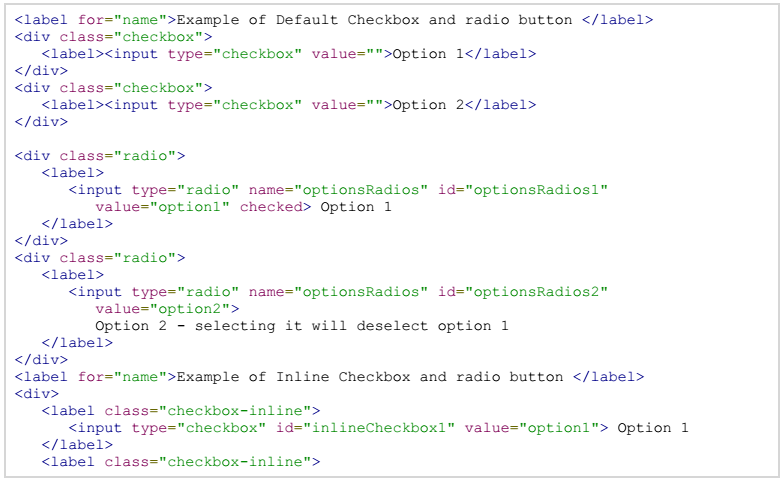 <label for="name">Example of Default Checkbox and radio button </label>
<div class="checkbox">
   <label><input type="checkbox" value="">Option 1</label>
</div>
<div class="checkbox">
   <label><input type="checkbox" value="">Option 2</label>
</div>

<div class="radio">
   <label>
      <input type="radio" name="optionsRadios" id="optionsRadios1"
         value="option1" checked> Option 1
   </label>
</div>
<div class="radio">
   <label>
      <input type="radio" name="optionsRadios" id="optionsRadios2"
         value="option2">
         Option 2 - selecting it will deselect option 1
   </label>
</div>
<label for="name">Example of Inline Checkbox and radio button </label>
<div>
   <label class="checkbox-inline">
      <input type="checkbox" id="inlineCheckbox1" value="option1"> Option 1
   </label>
   <label class="checkbox-inline">